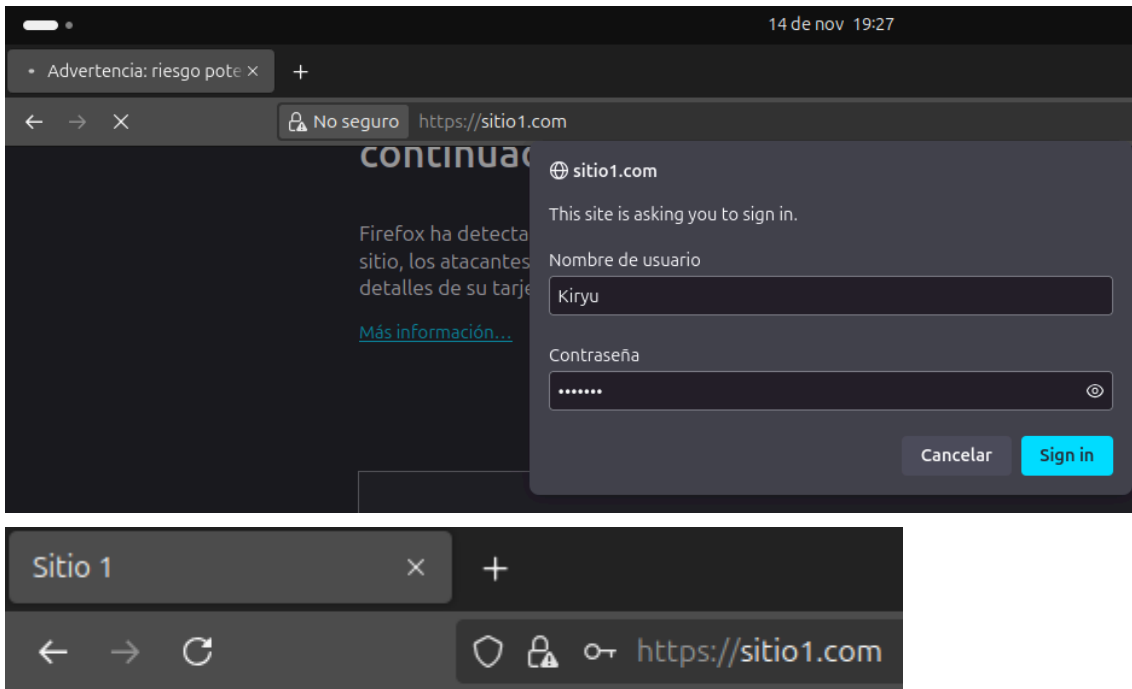 14 de nov 19:27
Advertencia: riesgo pote
No seguro https://sitio1.com
continuac
sitio1.com
This site is asking you to sign in.
Firefox ha detecta
sitio, los atacantes
detalles de su tarje
Más información...
Nombre de usuario
Kiryu
Contraseña
•••••••
Cancelar Sign in
Sitio 1
https://sitio1.com